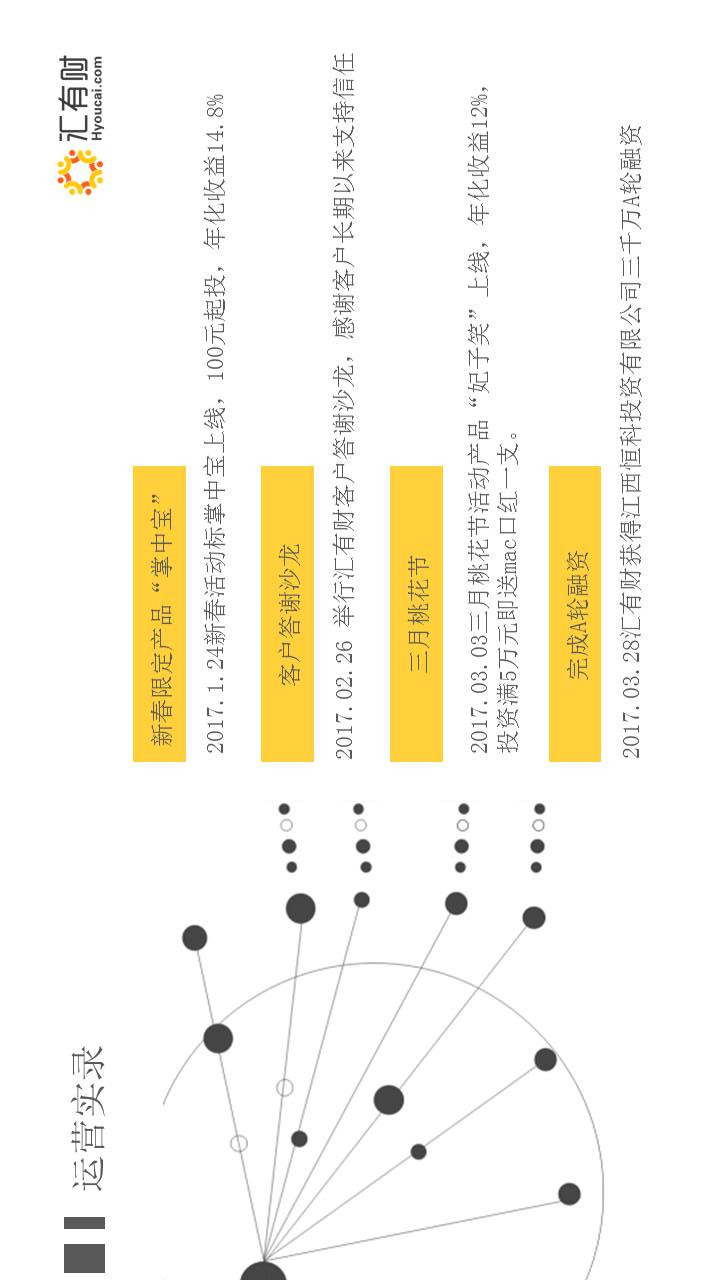 运营实录
汇有财
Hyoucai.com
新春限定产品“掌中宝”
2017.1.24新春活动标掌中宝上线，100元起投，年化收益14.8%
客户答谢沙龙
2017.02.26 举行汇有财客户答谢沙龙，感谢客户长期以来支持信任
三月桃花节
2017.03.03三月桃花节活动产品“妃子笑”上线，年化收益12%，
投资满5万元即送mac口红一支。
完成A轮融资
2017.03.28汇有财获得江西恒科投资有限公司三千万A轮融资